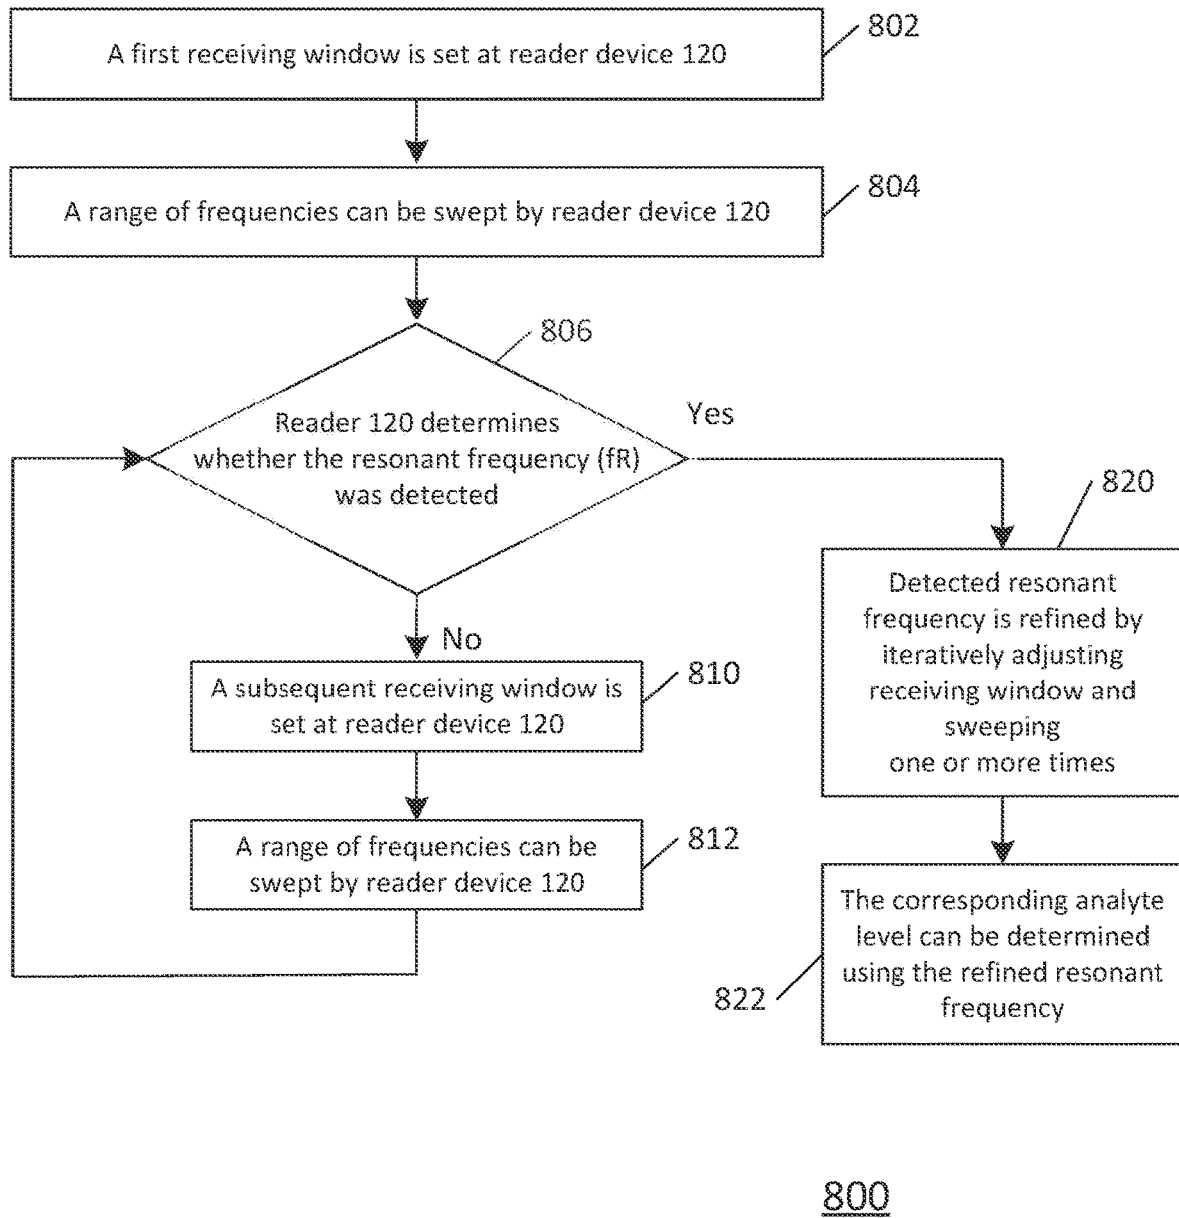 802
A first receiving window is set at reader device 120
804
A range of frequencies can be swept by reader device 120
806
Reader 120 determines
whether the resonant frequency (fR)
was detected
Yes
No
810
A subsequent receiving window is
set at reader device 120
812
A range of frequencies can be
swept by reader device 120
820
Detected resonant
frequency is refined by
iteratively adjusting
receiving window and
sweeping
one or more times
The corresponding analyte
level can be determined
using the refined resonant
frequency
822
800